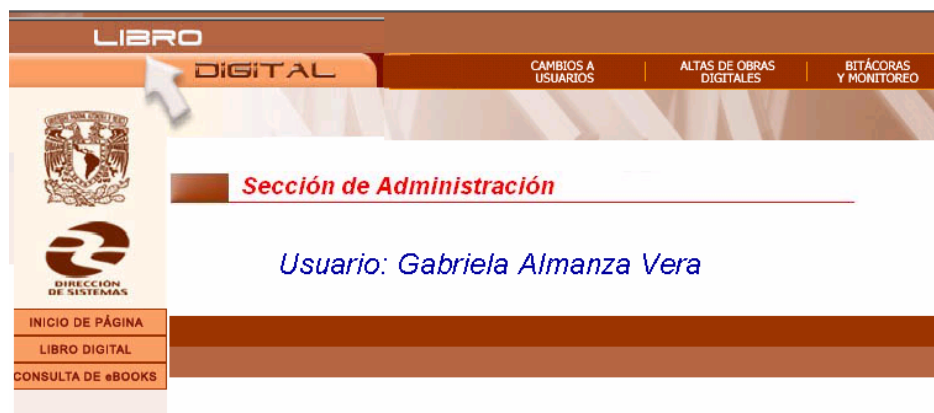 LIBRO
DIGITAL
CAMBIOS A
USUARIOS
ALTAS DE OBRAS
DIGITALES
BITÁCORAS
Y MONITOREO
Sección de Administración
Usuario: Gabriela Almanza Vera
DIRECCION
DE SISTEMAS
INICIO DE PÁGINA
LIBRO DIGITAL
CONSULTA DE eBOOKS